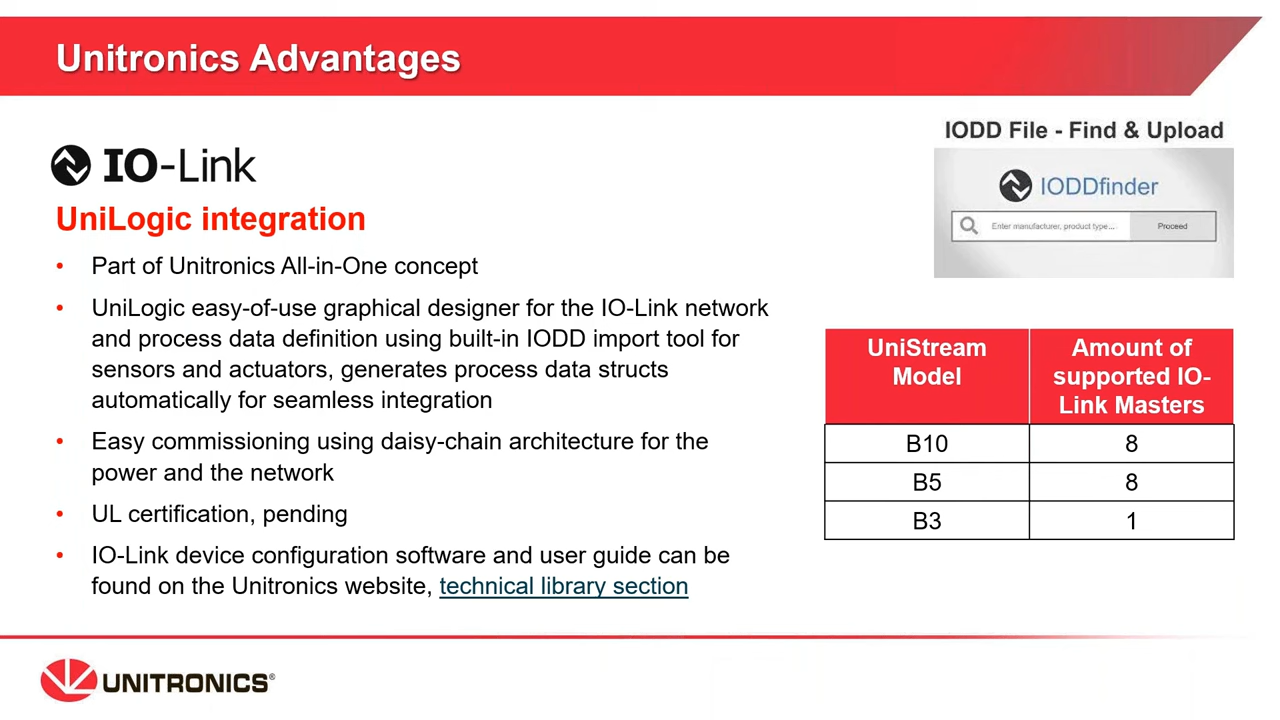 Unitronics Advantages
IO-Link
UniLogic integration
• Part of Unitronics All-in-One concept
• UniLogic easy-of-use graphical designer for the IO-Link network
and process data definition using built-in IODD import tool for
sensors and actuators, generates process data structs
automatically for seamless integration
• Easy commissioning using daisy-chain architecture for the
power and the network
• UL certification, pending
• IO-Link device configuration software and user guide can be
found on the Unitronics website, technical library section
IODD File - Find & Upload
IODDfinder
Enter manufacturer, product type... Proceed
UniStream Model | Amount of supported IO-Link Masters
B10 | 8
B5 | 8
B3 | 1
UNITRONICS®